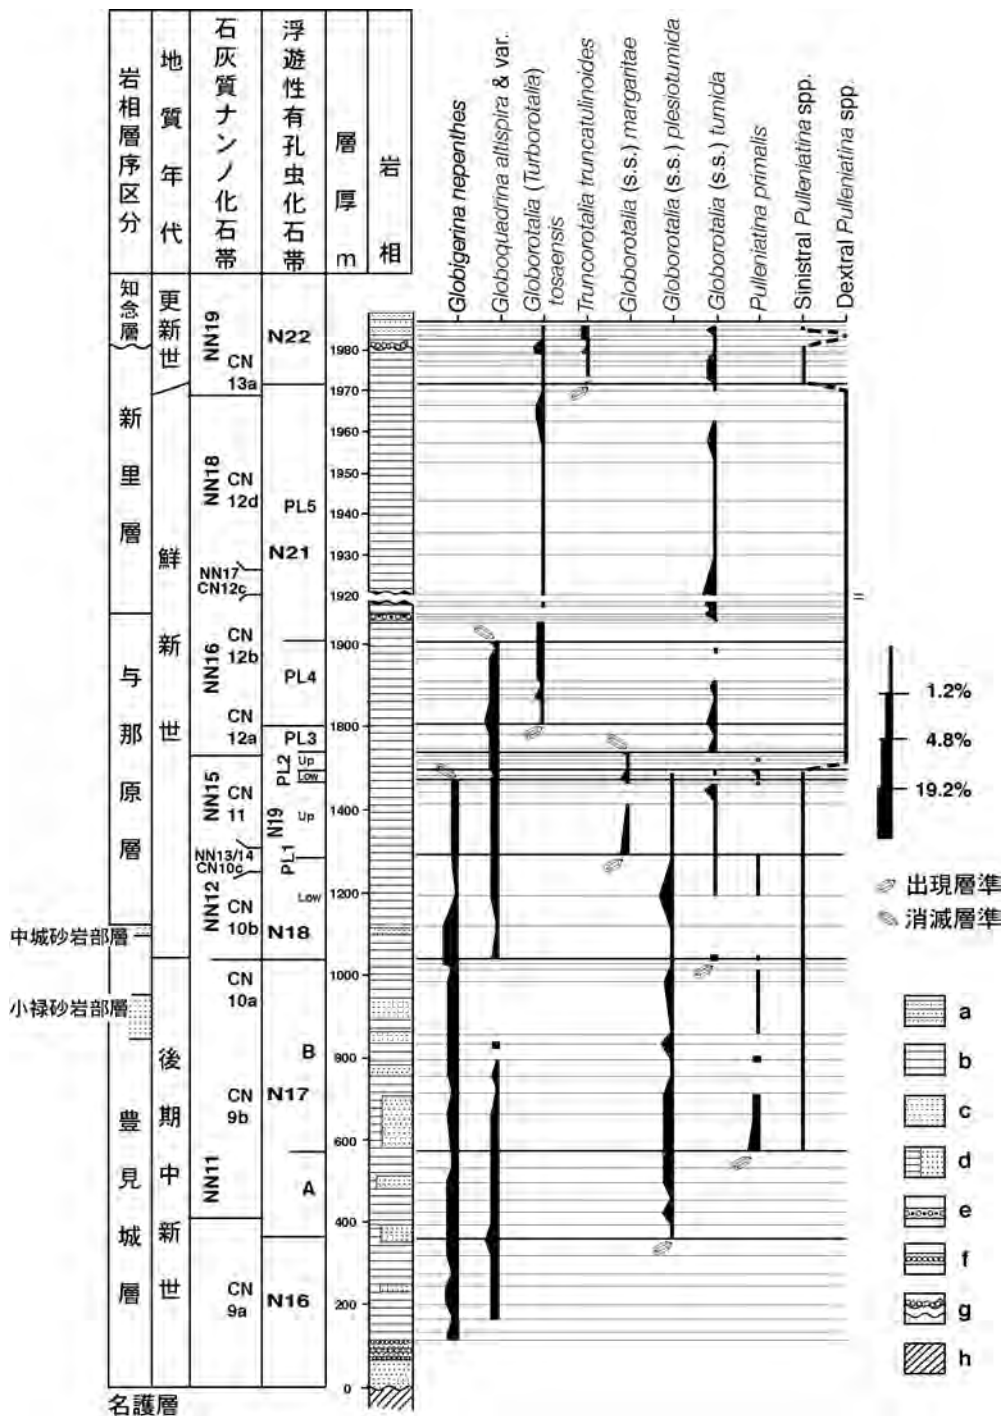 岩相層序区分
地質年代
石灰質ナンノ化石帯
浮遊性有孔虫化石帯
層厚 m
岩相
Globigerina nepenthes
Globoquadrina altispira & var.
Globorotalia (Turborotalia)
tosaensis
Truncorotalia truncatulinoides
Globorotalia (s.s.) margaritae
Globorotalia (s.s.) plesiotumida
Globorotalia (s.s.) tumida
Pulleniatina primalis
Sinistral Pulleniatina spp.
Dextral Pulleniatina spp.
知念層
新里層
与那原層
中城砂岩部層
小禄砂岩部層
豊見城層
名護層
更新世
鮮新世
後期中新世
NN19
CN
13a
NN18
CN
12d
NN17
CN12c
NN16
CN
12b
CN
12a
NN15
CN
11
NN13/14
CN10c
NN12
CN
10b
CN
10a
CN
9b
NN11
CN
9a
N22
PL5
N21
PL4
PL3
PL2
Up
Low
N19
Up
PL1
Low
N18
B
N17
A
N16
1980
1970
1960
1950
1940
1930
1920
1900
1800
1600
1400
1200
1000
800
600
400
200
0
1.2%
4.8%
19.2%
出現層準
消滅層準
a
b
c
d
e
f
g
h